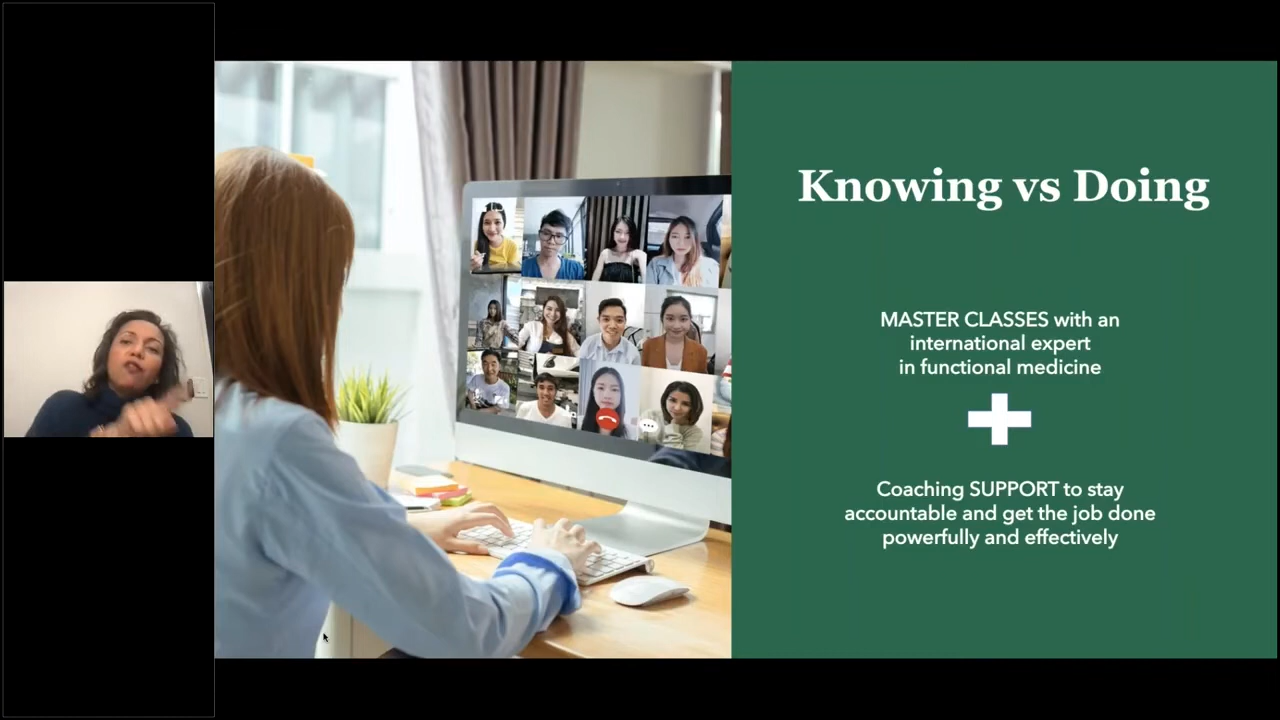 Knowing vs Doing
MASTER CLASSES with an
international expert
in functional medicine
Coaching SUPPORT to stay
accountable and get the job done
powerfully and effectively